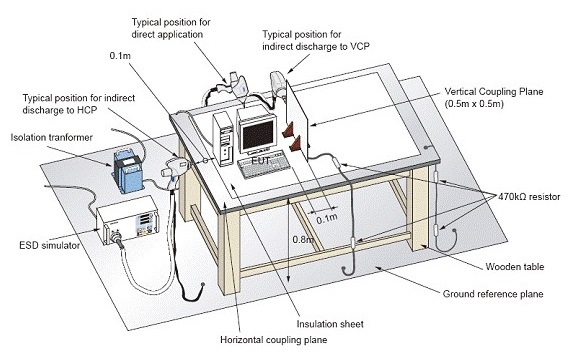 Typical position for
direct application
Typical position for
indirect discharge to VCP
0.1m
Typical position for indirect
discharge to HCP
Vertical Coupling Plane
(0.5m x 0.5m)
Isolation tranformer
EUT
470kΩ resistor
0.1m
0.8m
ESD simulator
Wooden table
Ground reference plane
Insulation sheet
Horizontal coupling plane